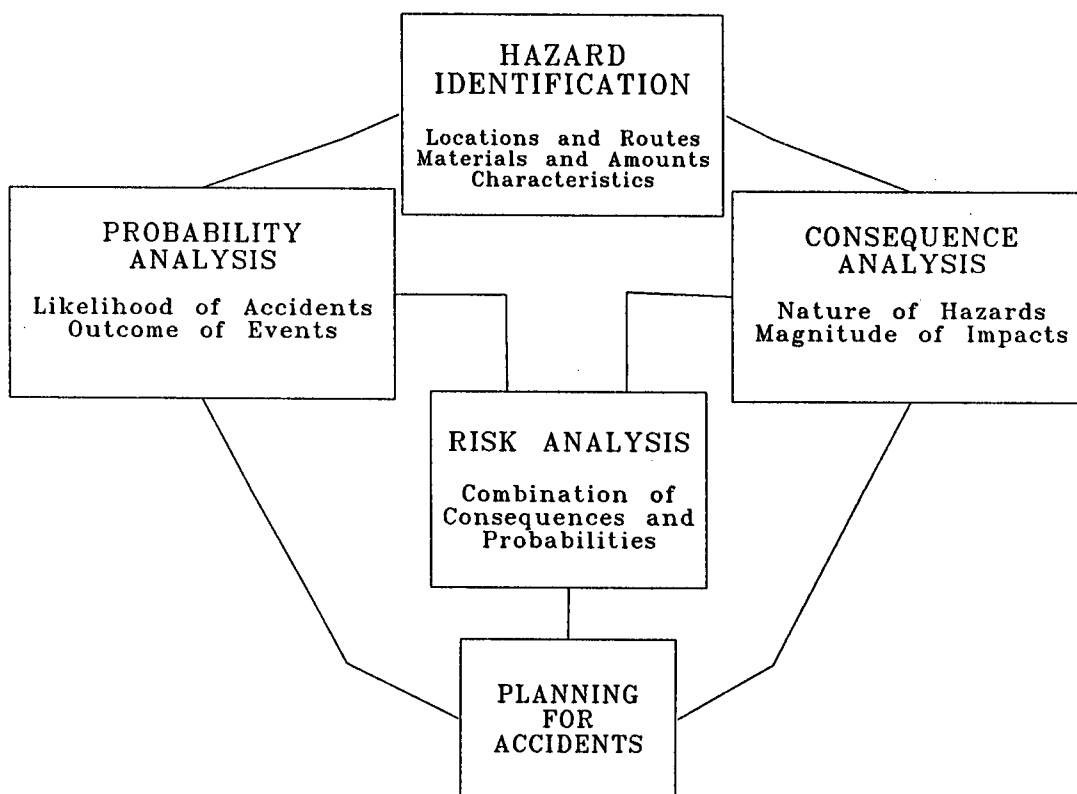 HAZARD
IDENTIFICATION
Locations and Routes
Materials and Amounts
Characteristics
PROBABILITY
ANALYSIS
Likelihood of Accidents
Outcome of Events
CONSEQUENCE
ANALYSIS
Nature of Hazards
Magnitude of Impacts
RISK ANALYSIS
Combination of
Consequences and
Probabilities
PLANNING
FOR
ACCIDENTS